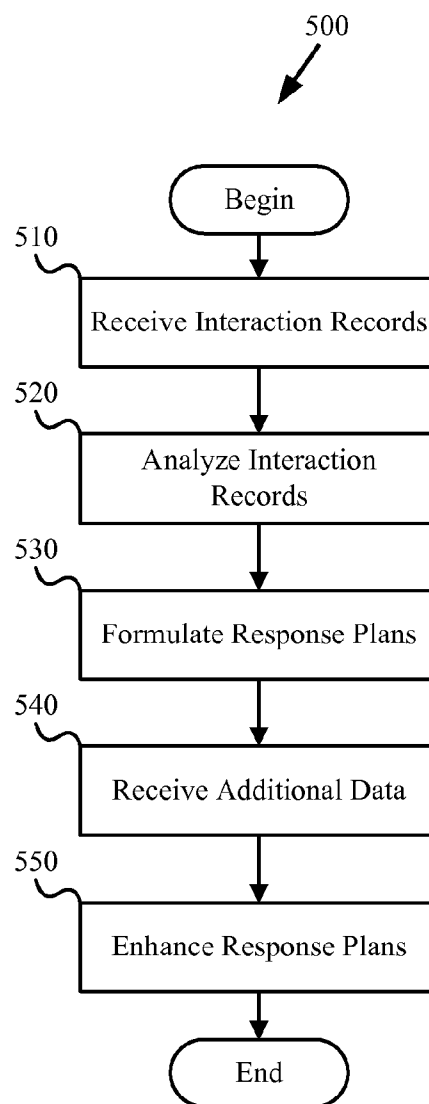 500
Begin
510
Receive Interaction Records
520
Analyze Interaction
Records
530
Formulate Response Plans
540
Receive Additional Data
550
Enhance Response Plans
End